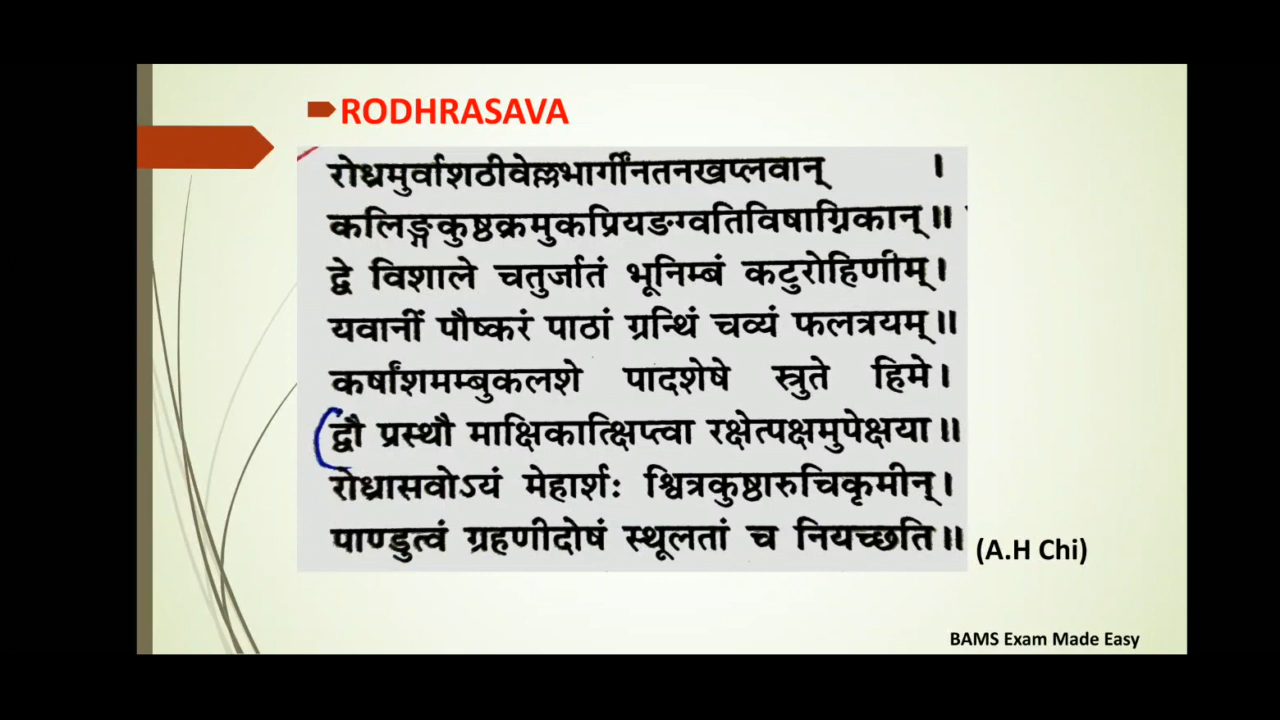 RODHRASAVA
रोध्रमुर्वाशठीवेल्लभार्गीनतनखप्लवान् ।
कलिङ्गकुष्ठक्रमुकप्रियङग्वतिविषाग्निकान्॥
द्वे विशाले चतुर्जातं भूनिम्बं कटुरोहिणीम्।
यवानीं पौष्करं पाठां ग्रन्थिं चव्यं फलत्रयम्॥
कर्षांशमम्बुकलशे पादशेषे स्त्रुते हिमे।
द्वौ प्रस्थौ माक्षिकात्क्षिप्त्वा रक्षेत्पक्षमुपेक्षया॥
रोध्रासवोऽयं मेहार्शः श्वित्रकुष्ठारुचिकृमीन्।
पाण्डुत्वं ग्रहणीदोषं स्थूलतां च नियच्छति॥
(A.H Chi)
BAMS Exam Made Easy